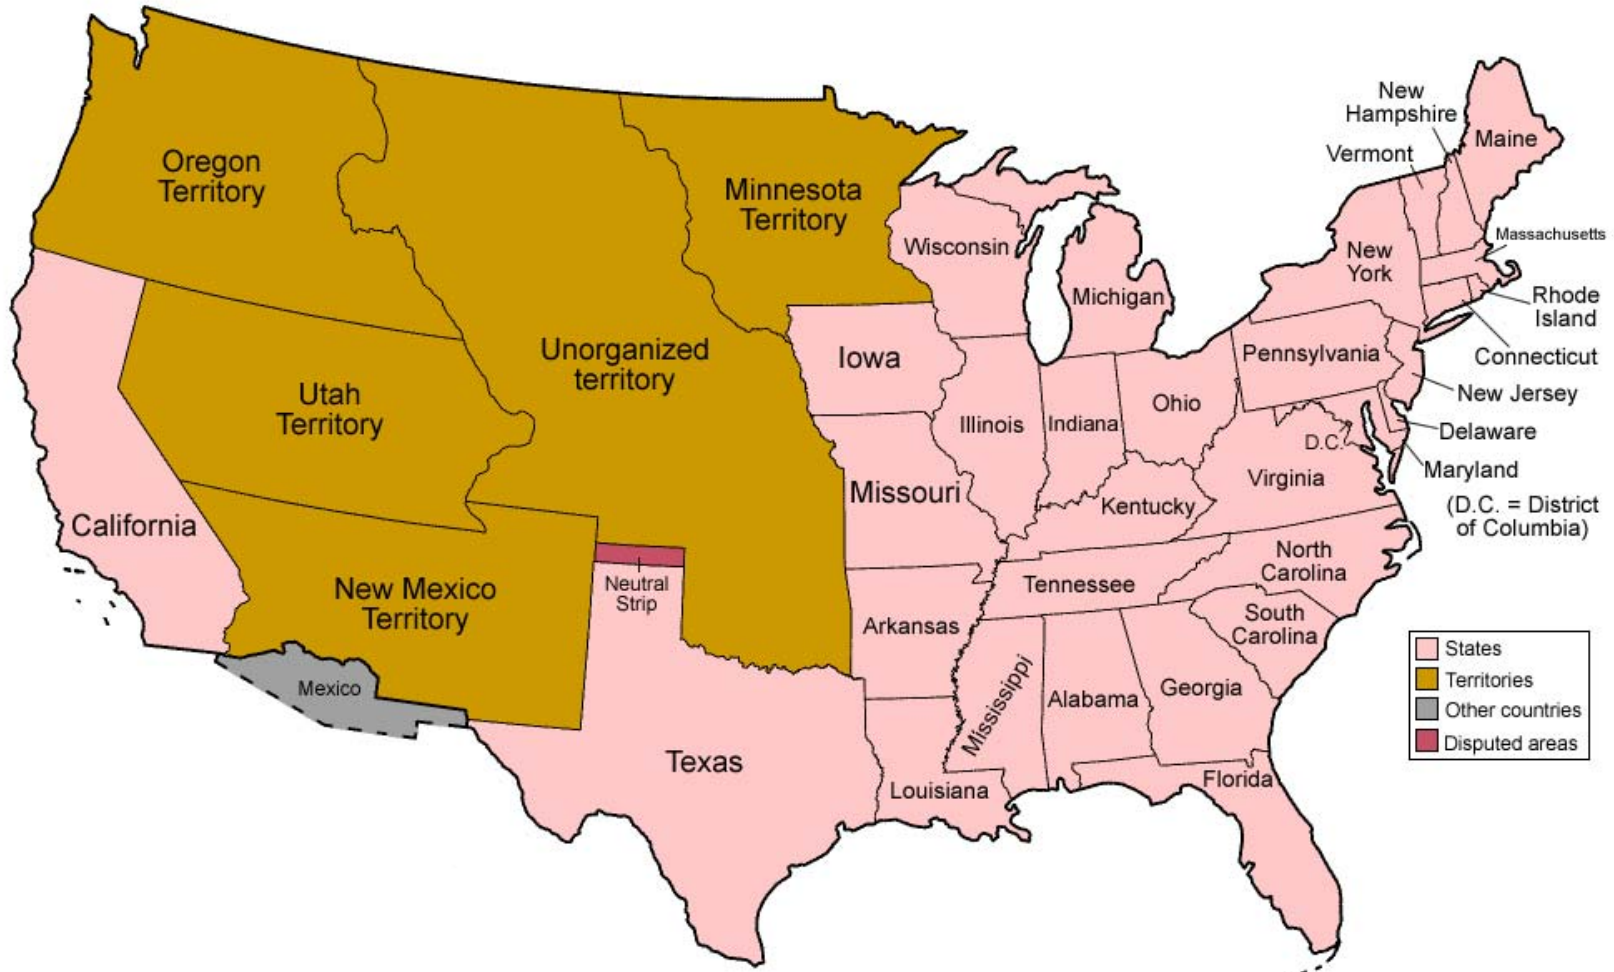 New
Hampshire
Maine
Vermont
Oregon
Territory
Minnesota
Territory
Massachusetts
Wisconsin
New
York
Michigan
Rhode
Island
Unorganized
territory
Iowa
Pennsylvania
Connecticut
New Jersey
Utah
Territory
Ohio
Illinois
Indiana
D.C.
Delaware
Maryland
Virginia
Missouri
Kentucky
(D.C. = District
of Columbia)
California
North
Carolina
New Mexico
Territory
Neutral
Strip
Tennessee
South
Carolina
Arkansas
States
Territories
Other countries
Disputed areas
Mexico
Mississippi
Alabama
Georgia
Texas
Louisiana
Florida